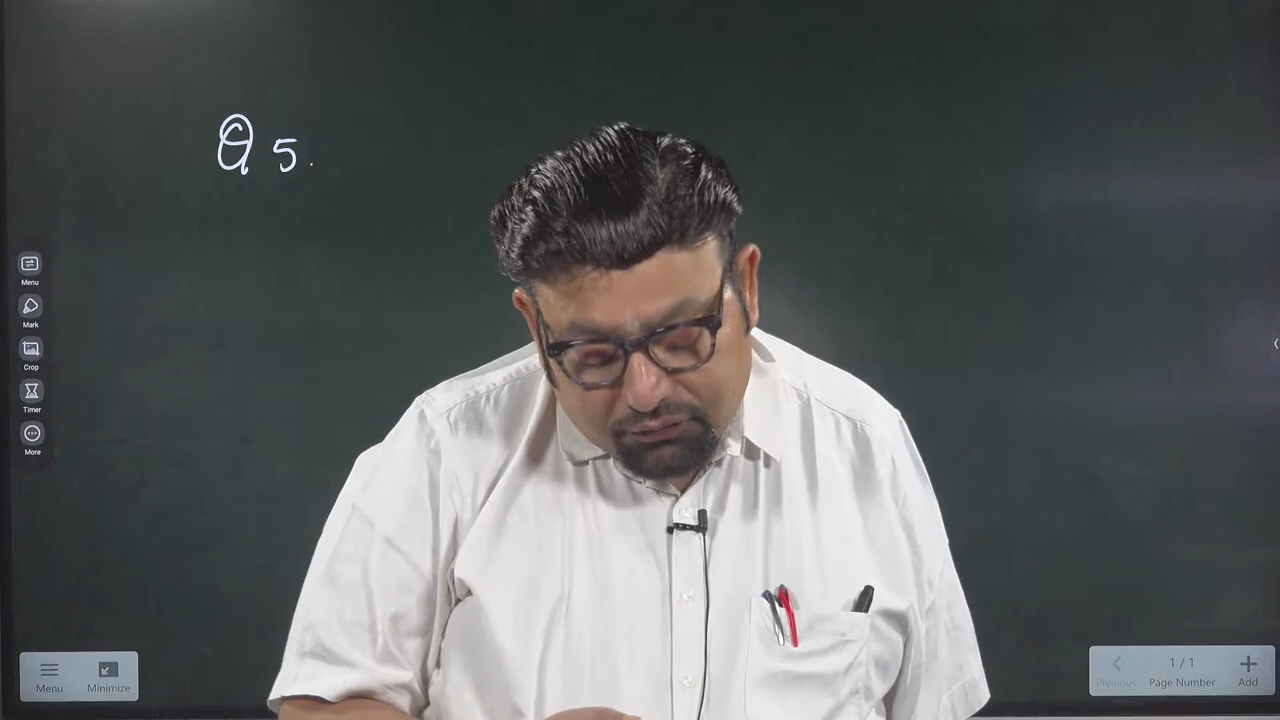 Q 5.
Menu
Mark
Crop
Timer
More
Menu
Minimize
Previous
1 / 1
Page Number
Add